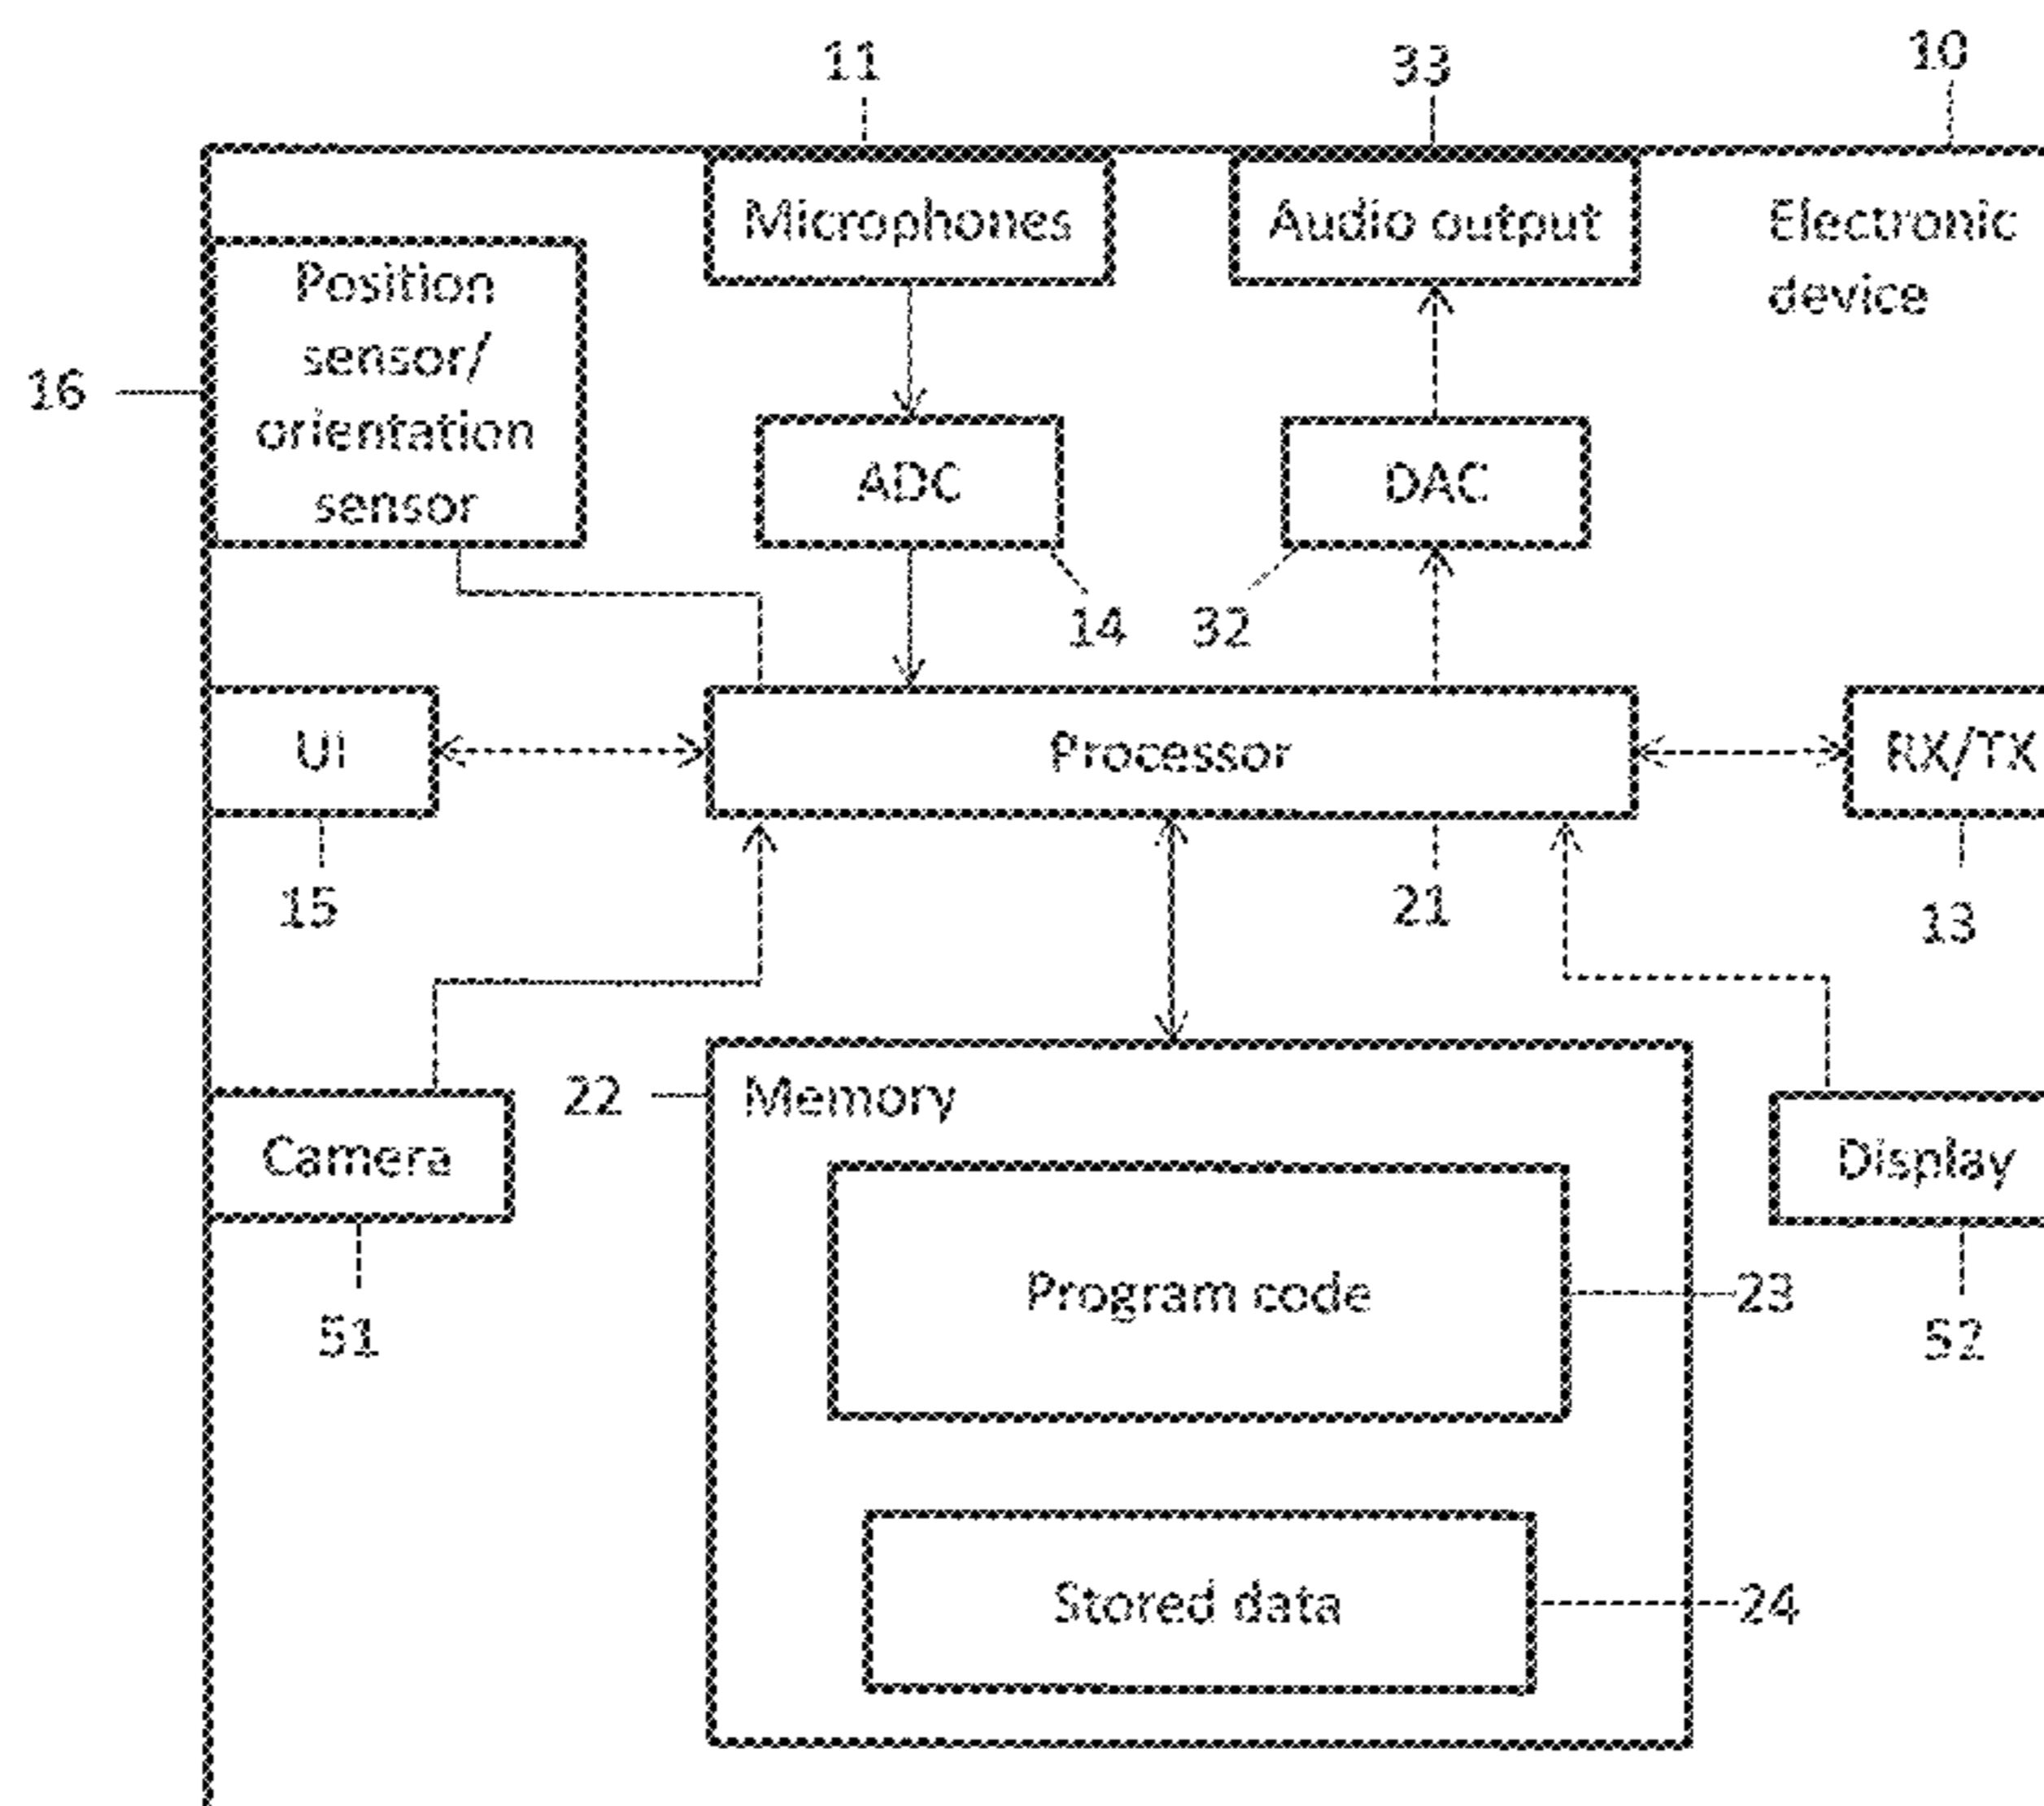 11
33
10
Microphones
Audio output
Electronic
device
Position
sensor/
orientation
sensor
16
ADC
DAC
14
32
UI
Processor
RX/TX
15
21
13
22
Memory
Camera
Display
Program code
23
51
52
Stored data
24